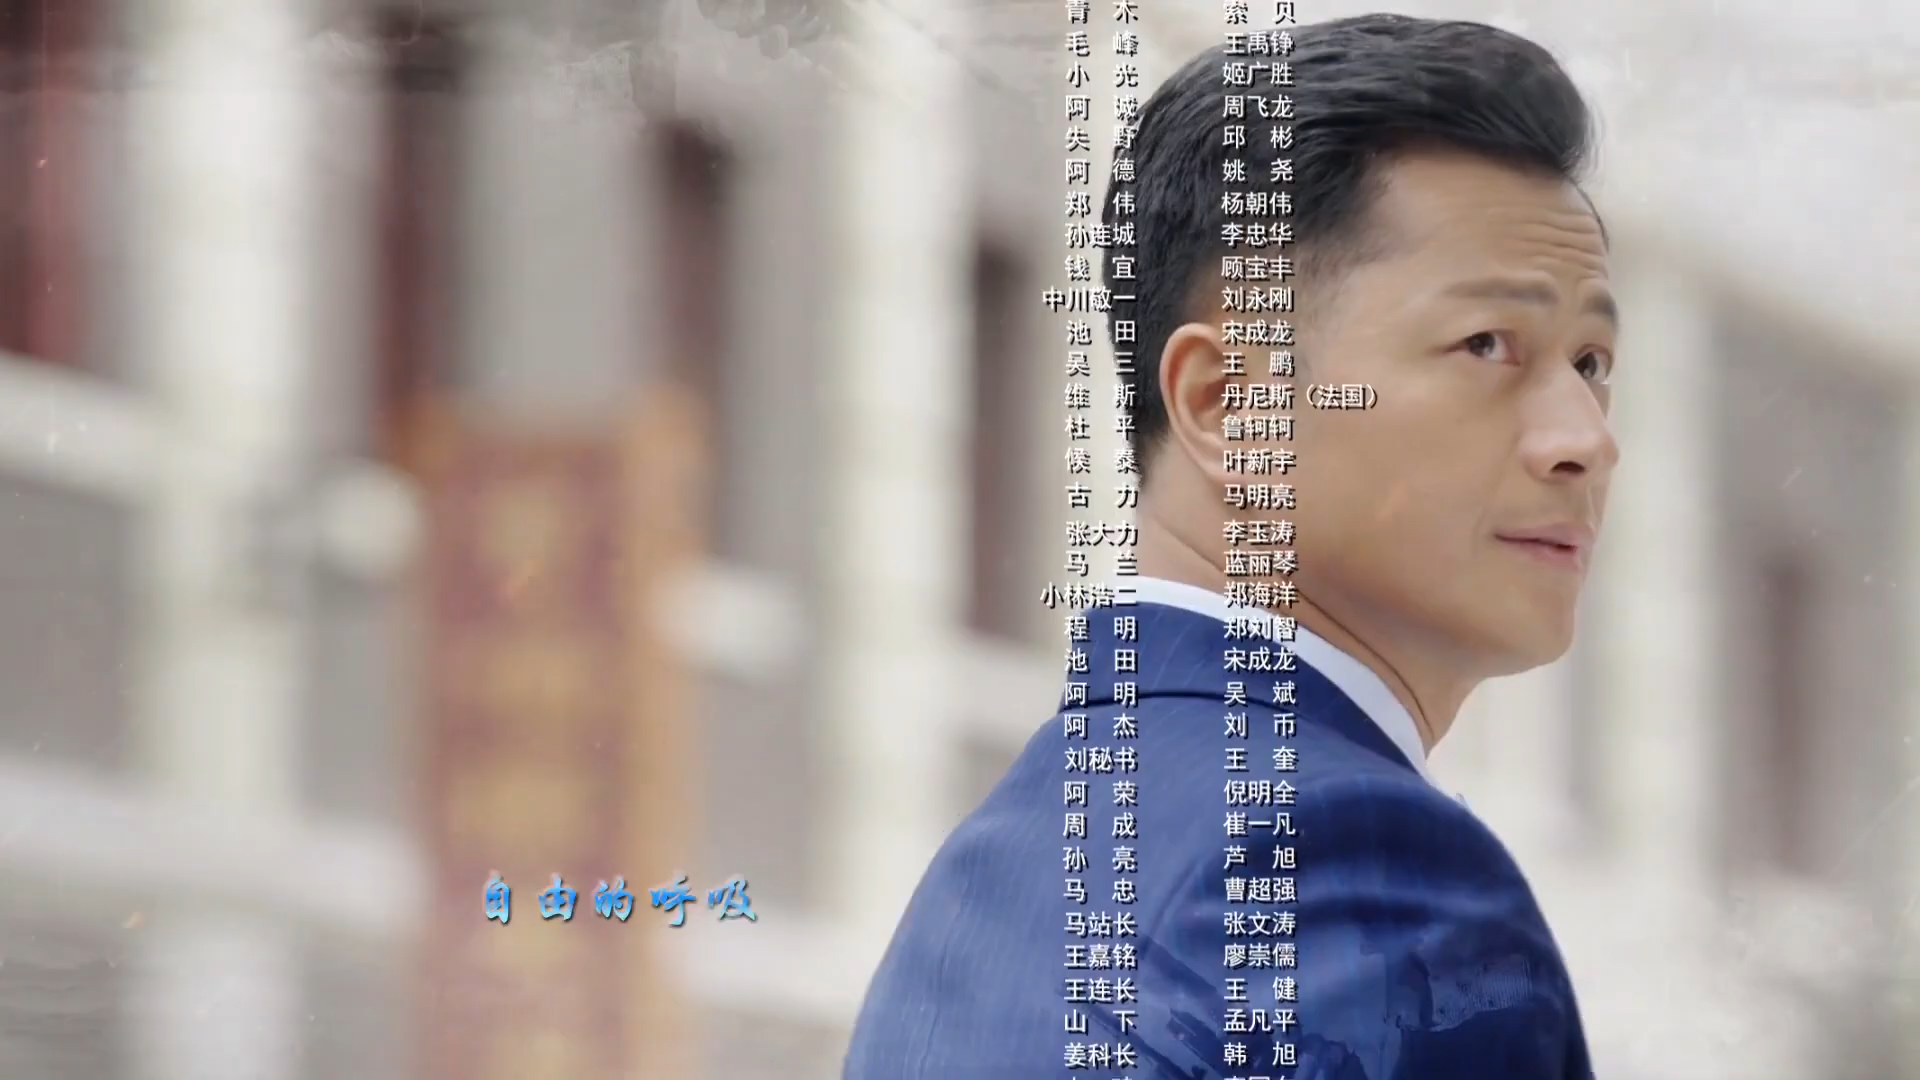 青 木 索 贝
毛 峰 王禹铮
小 光 姬广胜
阿 诚 周飞龙
失 野 邱 彬
阿 德 姚 尧
郑 伟 杨朝伟
孙连城 李忠华
钱 宜 顾宝丰
中川敬一 刘永刚
池 田 宋成龙
吴 三 王 鹏
维 斯 丹尼斯（法国）
杜 平 鲁轲轲
候 泰 叶新宇
古 力 马明亮
张大力 李玉涛
马 兰 蓝丽琴
小林浩二 郑海洋
程 明 郑刘智
池 田 宋成龙
阿 明 吴 斌
阿 杰 刘 币
刘秘书 王 奎
阿 荣 倪明全
周 成 崔一凡
孙 亮 芦 旭
自由的呼吸
马 忠 曹超强
马站长 张文涛
王嘉铭 廖崇儒
王连长 王 健
山 下 孟凡平
姜科长 韩 旭